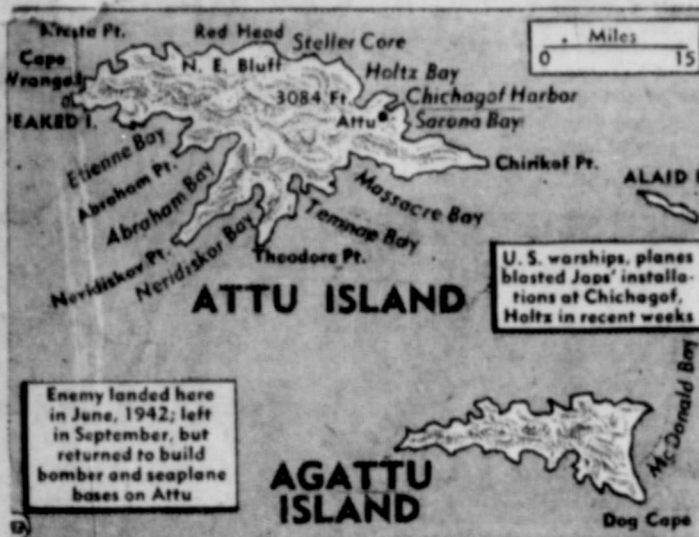 Kresta Pt.
Red Head
Steller Cove
Miles
0 15
Cape
Wrangel
N. E. Bluff
Holtz Bay
3084 Ft.
Chichagof Harbor
PEAKED I.
Attu
Sarana Bay
Etienne Bay
Chirikof Pt.
Abraham Pt.
Massacre Bay
ALAID
Abraham Bay
Temnac Bay
Nevidiskov Pt.
Nevidiskov Bay
Theodore Pt.
ATTU ISLAND
U. S. warships, planes
blasted Japs' installa-
tions at Chichagof,
Holtz in recent weeks
Enemy landed here
in June, 1942; left
in September, but
returned to build
bomber and seaplane
bases on Attu
McDonald Bay
AGATTU
ISLAND
Dog Cape